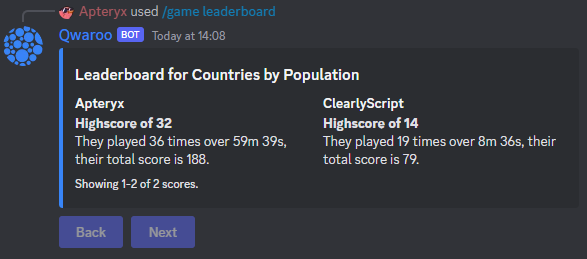 Apteryx used /game leaderboard
Qwaroo BOT Today at 14:08
Leaderboard for Countries by Population
Apteryx
Highscore of 32
They played 36 times over 59m 39s,
their total score is 188.
ClearlyScript
Highscore of 14
They played 19 times over 8m 36s, their
total score is 79.
Showing 1-2 of 2 scores.
Back
Next